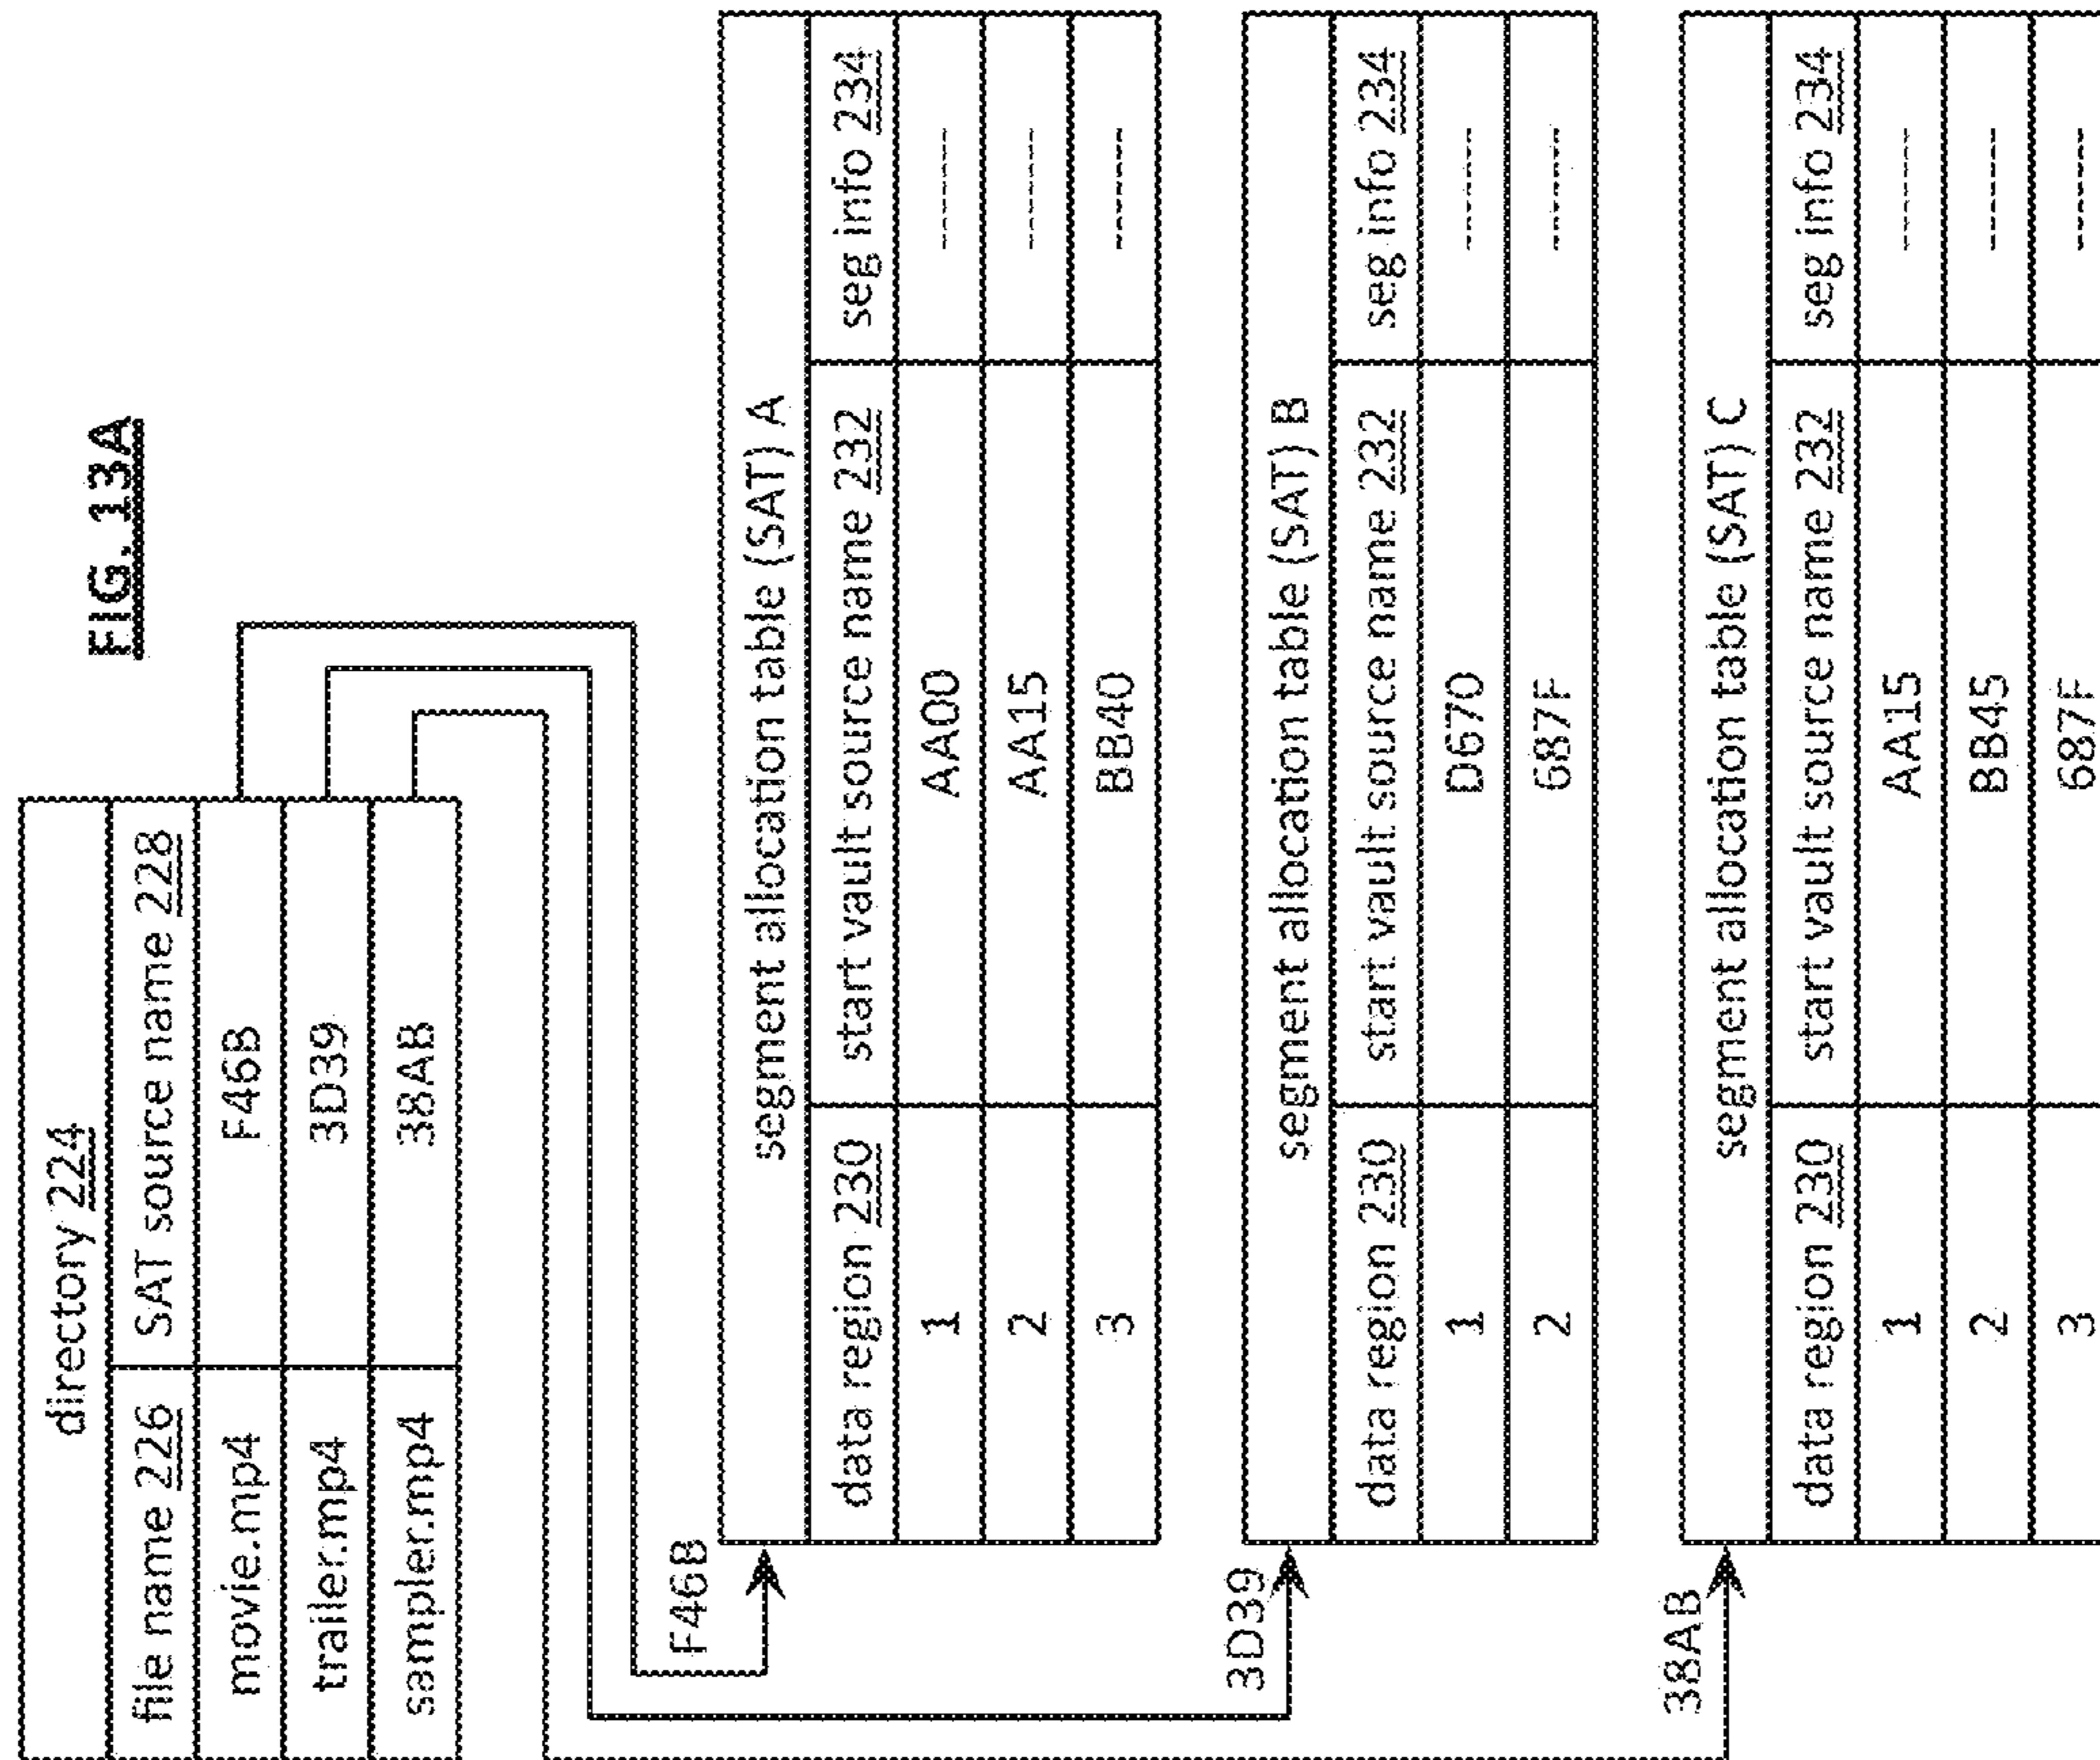 FIG. 13A
directory 224
file name 226 SAT source name 228
movie.mp4 F46B
trailer.mp4 3D39
sampler.mp4 38AB
F46B
segment allocation table (SAT) A
data region 230 start vault source name 232 seg info 234
1 AA00 -------
2 AA15 -------
3 BB40 -------
3D39
segment allocation table (SAT) B
data region 230 start vault source name 232 seg info 234
1 D670 -------
2 687F -------
38AB
segment allocation table (SAT) C
data region 230 start vault source name 232 seg info 234
1 AA15 -------
2 BB45 -------
3 687F -------